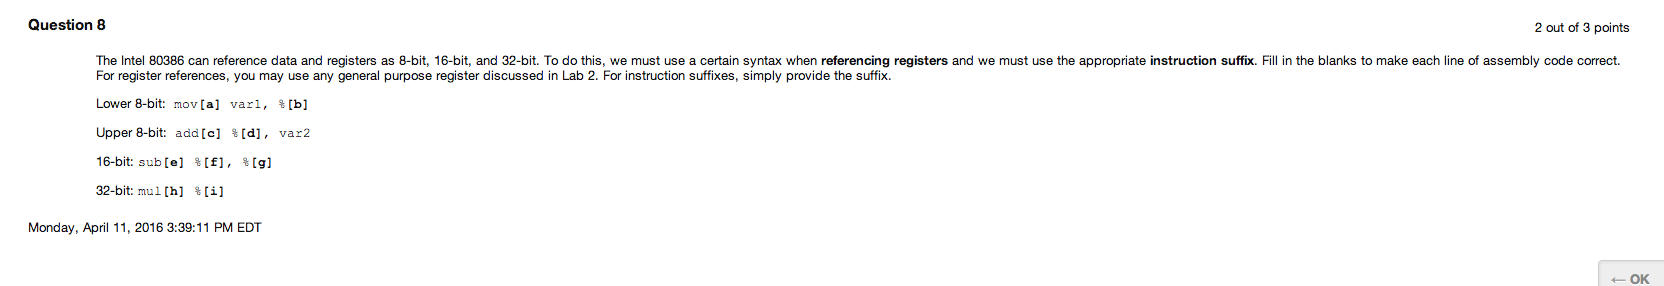 Question 8
2 out of 3 points
The Intel 80386 can reference data and registers as 8-bit, 16-bit, and 32-bit. To do this, we must use a certain syntax when referencing registers and we must use the appropriate instruction suffix. Fill in the blanks to make each line of assembly code correct.
For register references, you may use any general purpose register discussed in Lab 2. For instruction suffixes, simply provide the suffix.
Lower 8-bit: mov[a] var1, %[b]
Upper 8-bit: add[c] %[d], var2
16-bit: sub[e] %[f], %[g]
32-bit: mul[h] %[i]
Monday, April 11, 2016 3:39:11 PM EDT
← OK